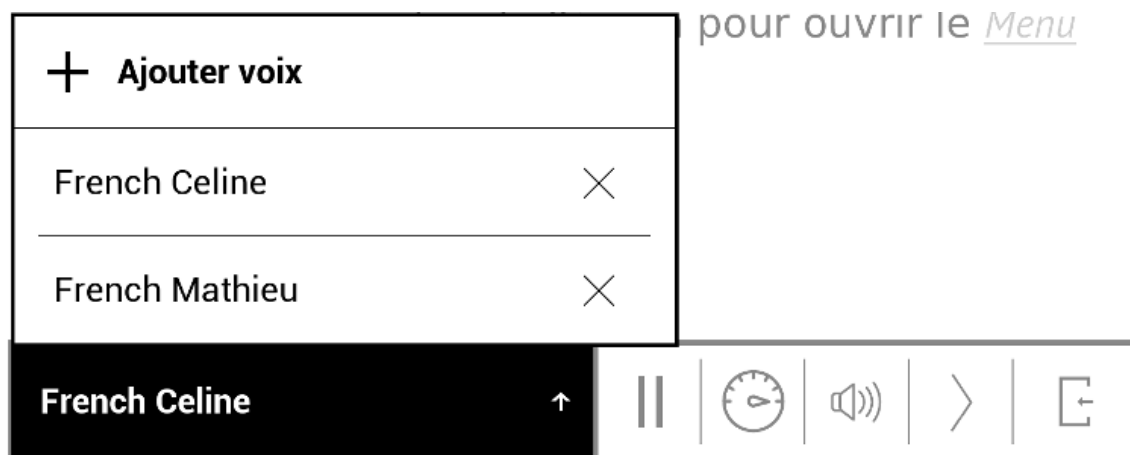 pour ouvrir le Menu
Ajouter voix
French Celine
French Mathieu
French Celine